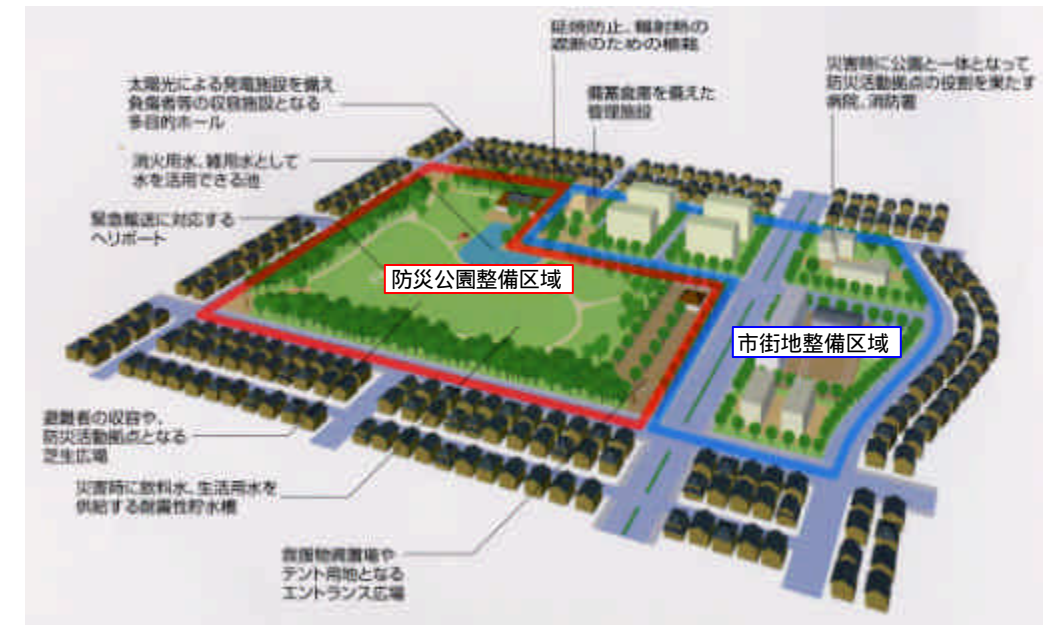 延焼防止、輻射熱の
遮断のための植栽
災害時に公園と一体となって
防災活動拠点の役割を果たす
病院、消防署
太陽光による発電施設を備え
負傷者等の収容施設となる
多目的ホール
備蓄倉庫を備えた
管理施設
消火用水、雑用水として
水を活用できる池
緊急輸送に対応する
ヘリポート
防災公園整備区域
市街地整備区域
避難者の収容や、
防災活動拠点となる
芝生広場
災害時に飲料水、生活用水を
供給する耐震性貯水槽
救援物資置場や
テント用地となる
エントランス広場